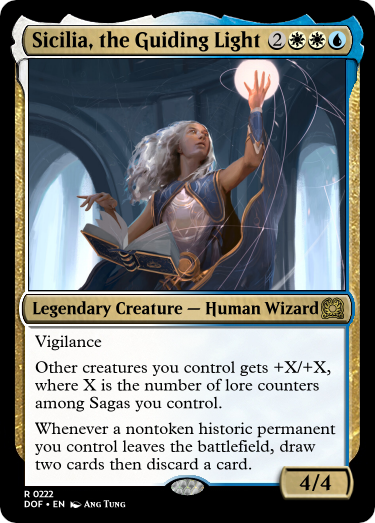 Sicilia, the Guiding Light 2
Legendary Creature — Human Wizard
Vigilance
Other creatures you control gets +X/+X,
where X is the number of lore counters
among Sagas you control.
Whenever a nontoken historic permanent
you control leaves the battlefield, draw
two cards then discard a card.
4/4
R 0222
DOF • EN Ang Tung